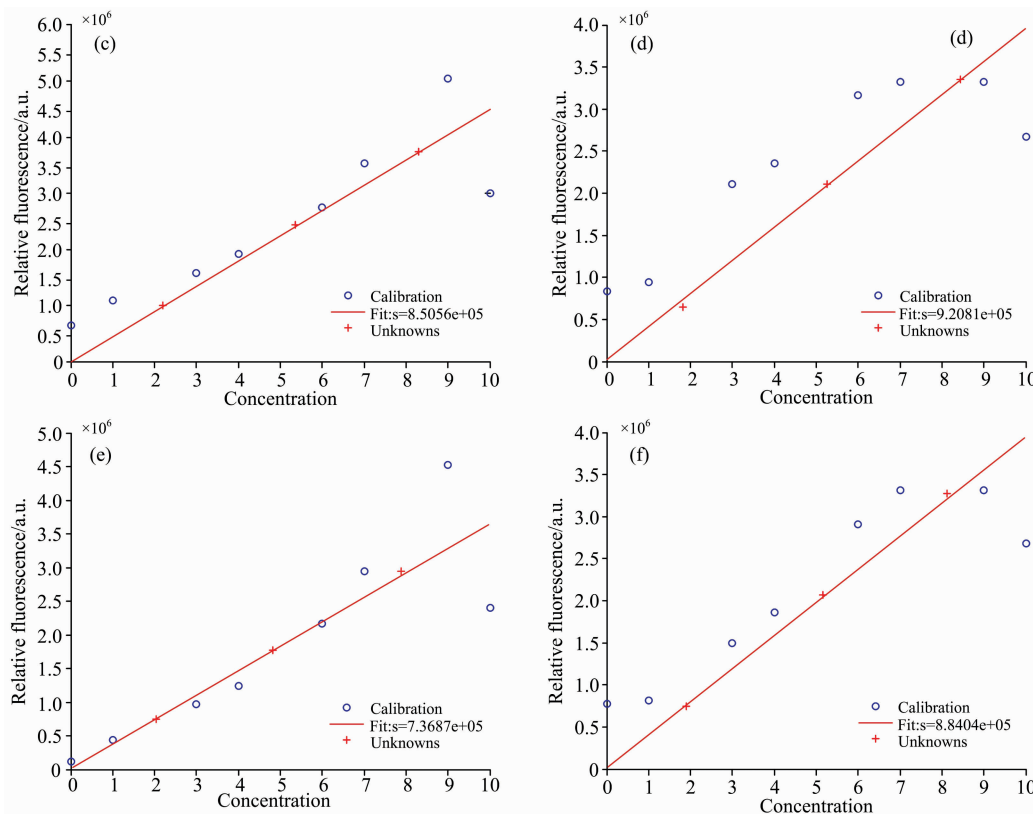 ×10⁶
(c)
6.0
5.0
4.5
4.0
3.5
3.0
2.5
2.0
1.5
1.0
0.5
0
0 1 2 3 4 5 6 7 8 9 10
Relative fluorescence/a.u.
Concentration
Calibration
Fit:s=8.5056e+05
Unknowns
×10⁶
(d) (d)
4.0
3.5
3.0
2.5
2.0
1.5
1.0
0.5
0
0 1 2 3 4 5 6 7 8 9 10
Relative fluorescence/a.u.
Concentration
Calibration
Fit:s=9.2081e+05
Unknowns
×10⁶
(e)
5.0
4.5
4.0
3.5
3.0
2.5
2.0
1.5
1.0
0.5
0
0 1 2 3 4 5 6 7 8 9 10
Relative fluorescence/a.u.
Concentration
Calibration
Fit:s=7.3687e+05
Unknowns
×10⁶
(f)
4.0
3.5
3.0
2.5
2.0
1.5
1.0
0.5
0
0 1 2 3 4 5 6 7 8 9 10
Relative fluorescence/a.u.
Concentration
Calibration
Fit:s=8.8404e+05
Unknowns